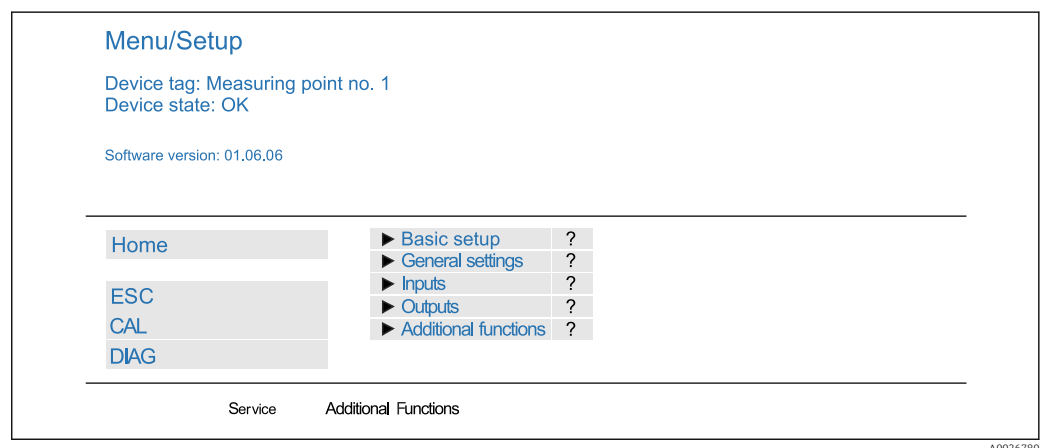 Menu/Setup
Device tag: Measuring point no. 1
Device state: OK
Software version: 01.06.06
Home
ESC
CAL
DIAG
► Basic setup ?
► General settings ?
► Inputs ?
► Outputs ?
► Additional functions ?
Service Additional Functions
A0026780